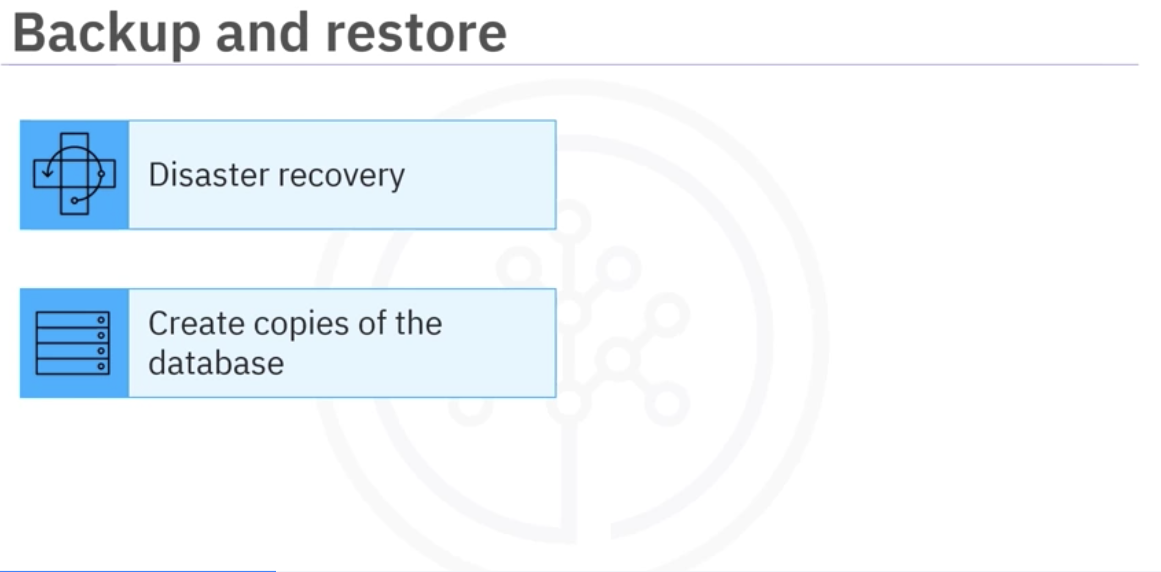 Backup and restore
Disaster recovery
Create copies of the
database